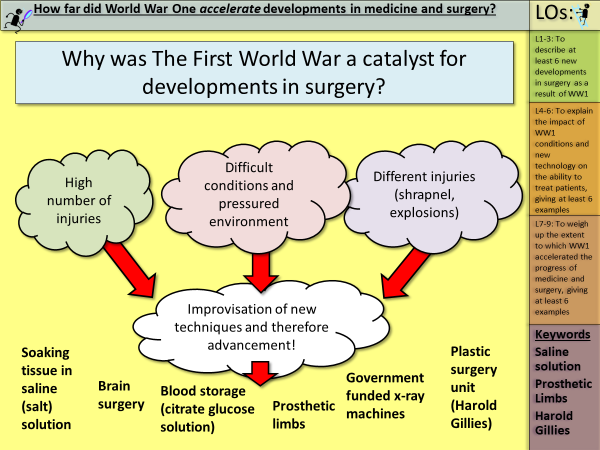 How far did World War One accelerate developments in medicine and surgery?
LOs:
Why was The First World War a catalyst for
developments in surgery?
High
number of
injuries
Difficult
conditions and
pressured
environment
Different injuries
(shrapnel,
explosions)
Improvisation of new
techniques and therefore
advancement!
Soaking
tissue in
saline
(salt)
solution
Brain
surgery
Blood storage
(citrate glucose
solution)
Prosthetic
limbs
Government
funded x-ray
machines
Plastic
surgery
unit
(Harold
Gillies)
L1-3: To
describe at
least 6 new
developments
in surgery as a
result of WW1
L4-6: To explain
the impact of
WW1
conditions and
new
technology on
the ability to
treat patients,
giving at least 6
examples
L7-9: To weigh
up the extent
to which WW1
accelerated the
progress of
medicine and
surgery, giving
at least 6
examples
Keywords
Saline
solution
Prosthetic
Limbs
Harold
Gillies